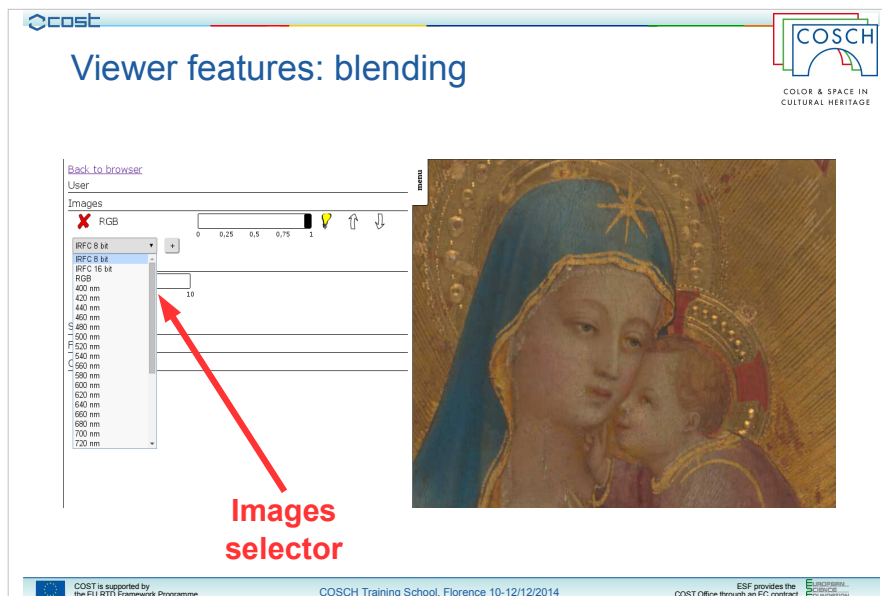 cost
COSCH
COLOR & SPACE IN
CULTURAL HERITAGE
Viewer features: blending
Back to browser
User
Images
RGB
0 0,25 0,5 0,75 1
IRFC 8 bit
+
IRFC 8 bit
IRFC 16 bit
RGB
400 nm
420 nm
10
440 nm
460 nm
480 nm
500 nm
520 nm
540 nm
560 nm
580 nm
600 nm
620 nm
640 nm
660 nm
680 nm
700 nm
720 nm
menu
Images
selector
COST is supported by
the EU RTD Framework Programme
COSCH Training School, Florence 10-12/12/2014
ESF provides the
COST Office through an EC contract
EUROPEAN
SCIENCE